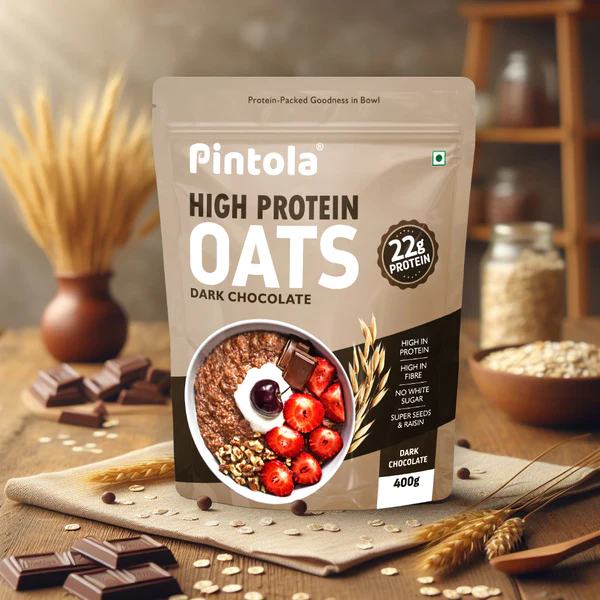 Protein-Packed Goodness in Bowl
Pintola®
HIGH PROTEIN
OATS
DARK CHOCOLATE
22g
PROTEIN
HIGH IN
PROTEIN
HIGH IN
FIBRE
NO WHITE
SUGAR
SUPER SEEDS
& RAISIN
DARK
CHOCOLATE
400g